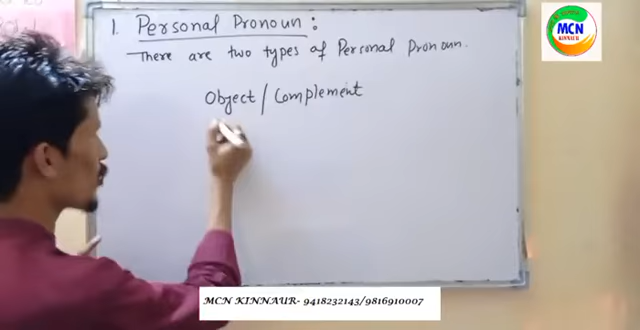 1. Personal Pronoun:
There are two types of Personal Pronoun.
Object / Complement
MCN
KINNAUR
MCN KINNAUR- 9418232143/9816910007